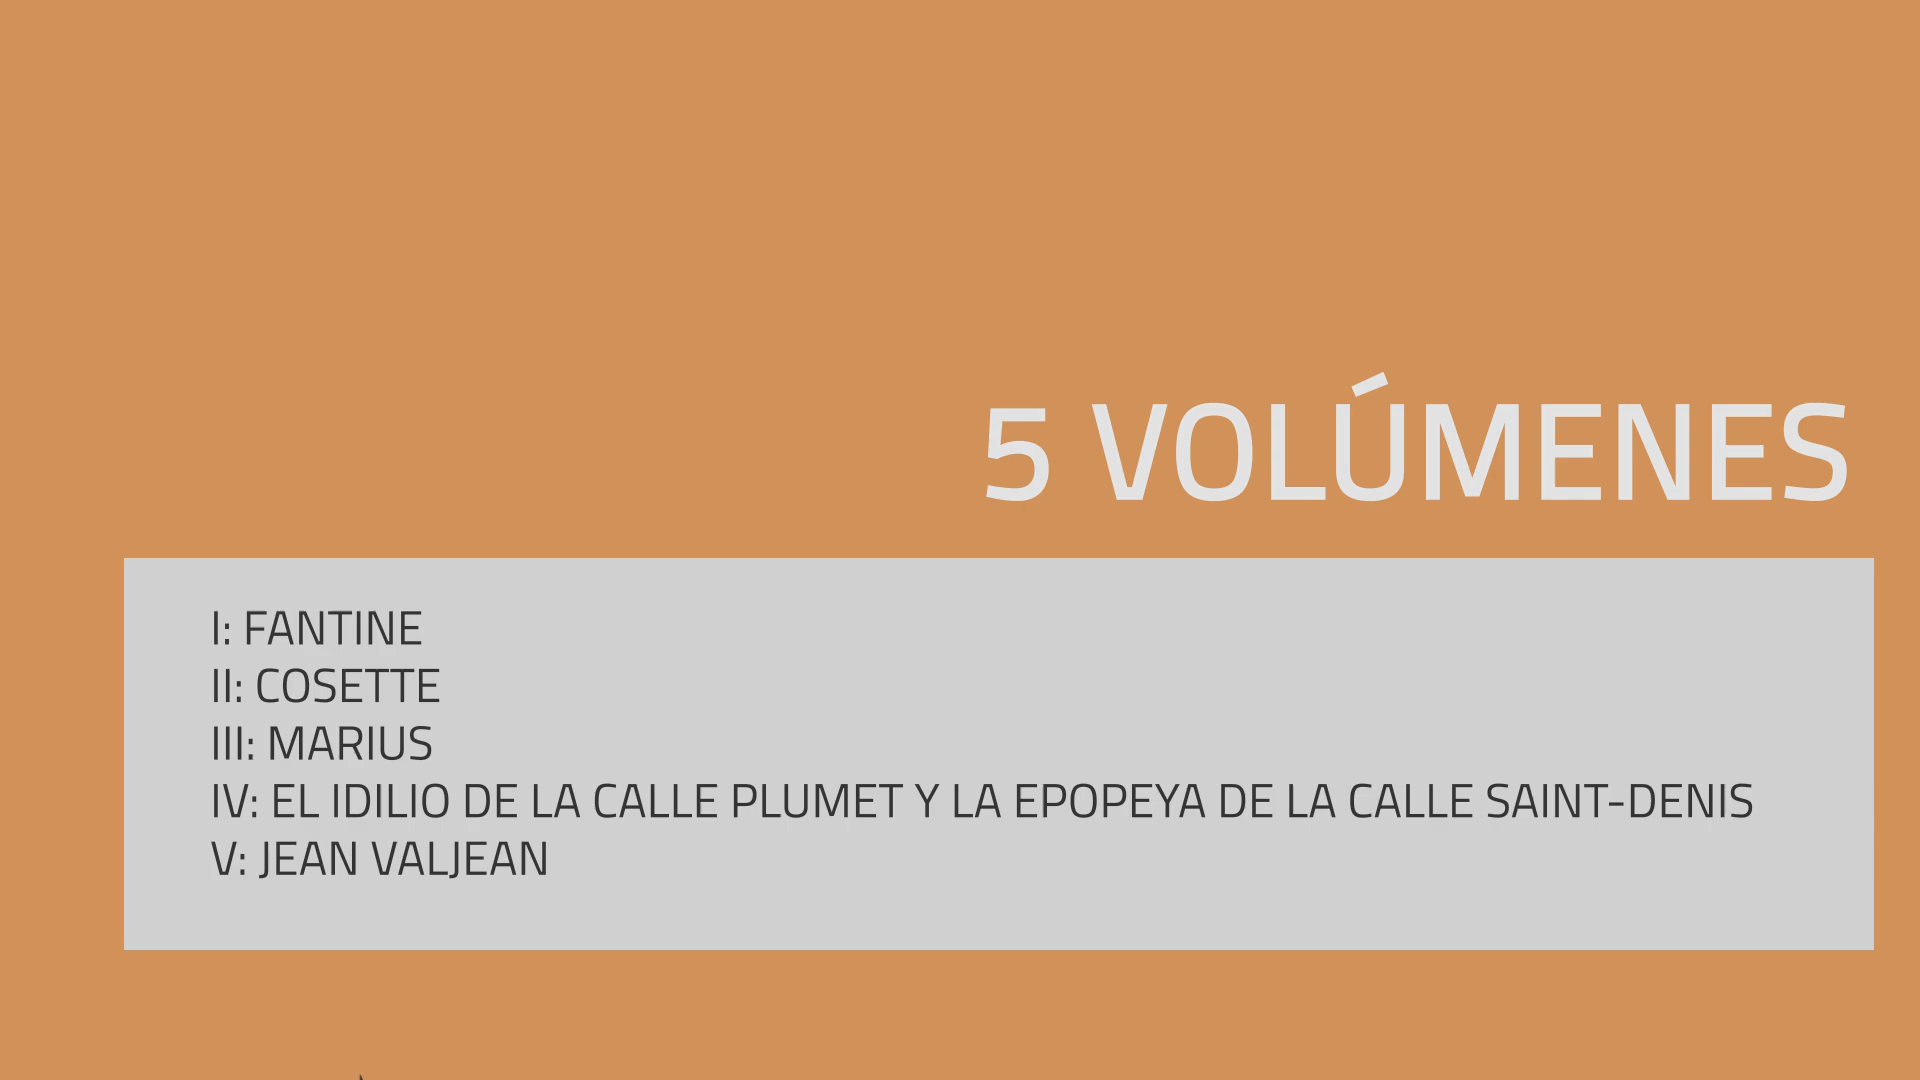 5 VOLÚMENES
I: FANTINE
II: COSETTE
III: MARIUS
IV: EL IDILIO DE LA CALLE PLUMET Y LA EPOPEYA DE LA CALLE SAINT-DENIS
V: JEAN VALJEAN